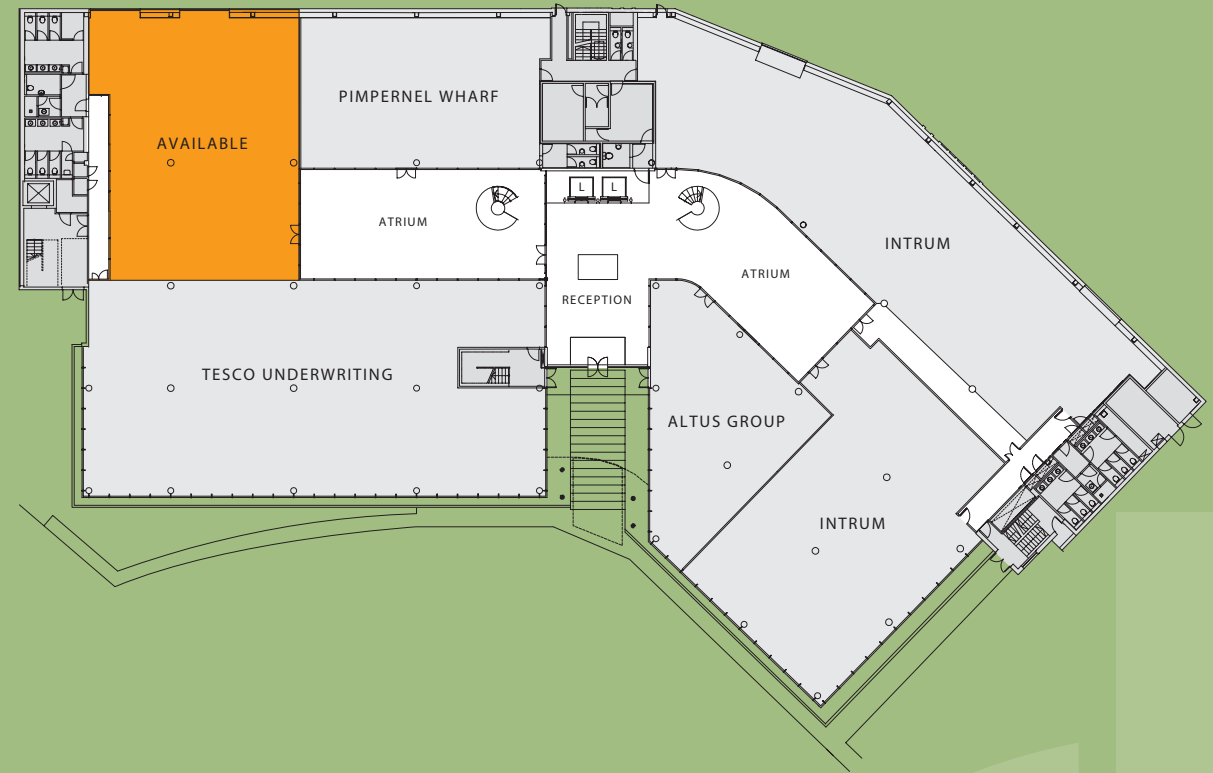 PIMPERNEL WHARF
AVAILABLE
ATRIUM
L
L
INTRUM
ATRIUM
RECEPTION
TESCO UNDERWRITING
ALTUS GROUP
INTRUM